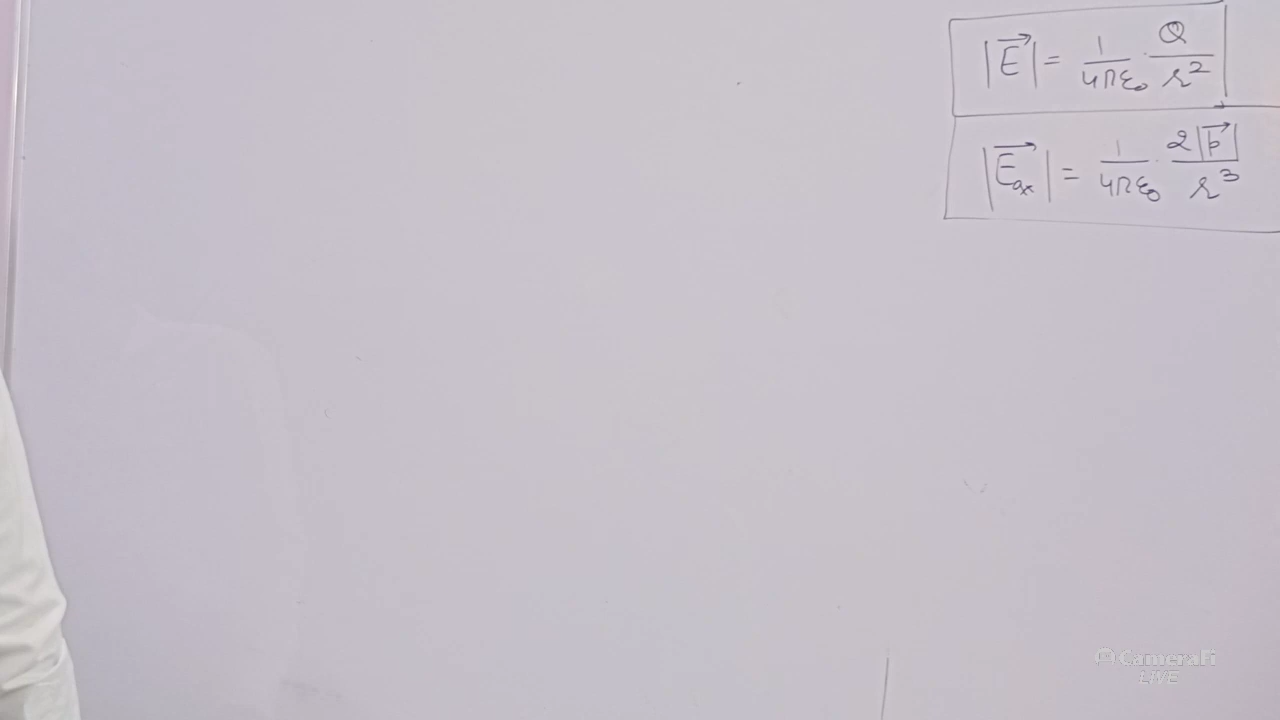 |E⃗| = 1/4πε₀ · Q/r²
|E⃗ₐₓ| = 1/4πε₀ · 2|p⃗|/r³
CameraFi
LIVE